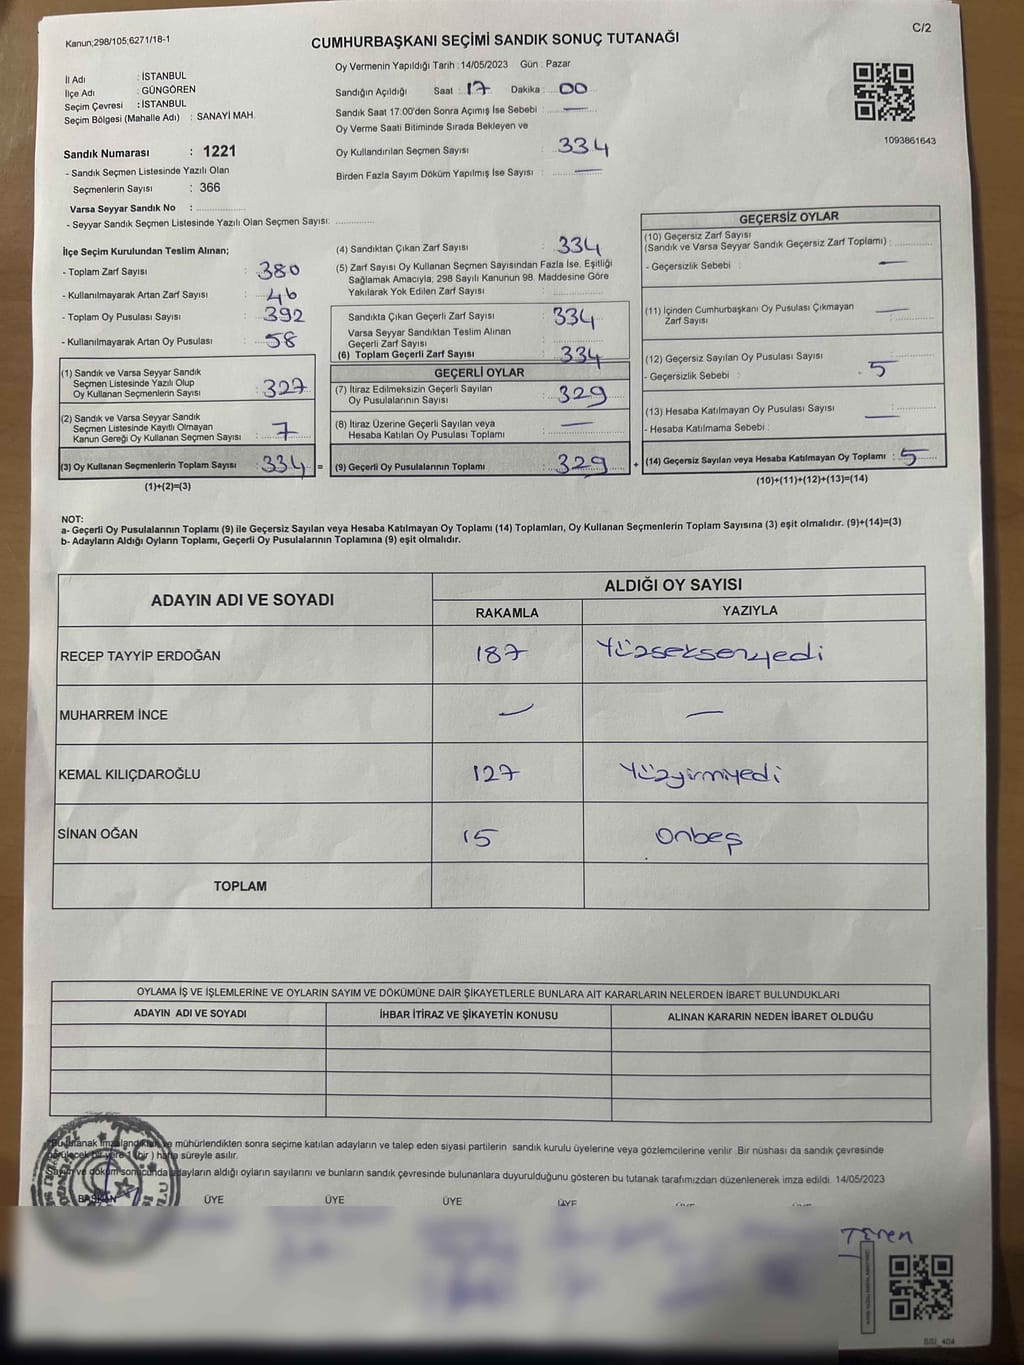 Kanun;298/105;6271/18-1
C/2
CUMHURBAŞKANI SEÇİMİ SANDIK SONUÇ TUTANAĞI
Oy Vermenin Yapıldığı Tarih : 14/05/2023 Gün : Pazar
İl Adı : İSTANBUL
İlçe Adı : GÜNGÖREN
Seçim Çevresi : İSTANBUL
Seçim Bölgesi (Mahalle Adı) : SANAYİ MAH.
Sandığın Açıldığı Saat : 17 Dakika : 00
Sandık Saat 17:00'den Sonra Açımış İse Sebebi : —
Oy Verme Saati Bitiminde Sırada Bekleyen ve
Oy Kullandırılan Seçmen Sayısı : 334
Birden Fazla Sayım Döküm Yapılmış İse Sayısı : —
1093861643
Sandık Numarası : 1221
- Sandık Seçmen Listesinde Yazılı Olan
Seçmenlerin Sayısı : 366
Varsa Seyyar Sandık No :
- Seyyar Sandık Seçmen Listesinde Yazılı Olan Seçmen Sayısı:
İlçe Seçim Kurulundan Teslim Alınan;
- Toplam Zarf Sayısı : 380
- Kullanılmayarak Artan Zarf Sayısı : 46
- Toplam Oy Pusulası Sayısı : 392
- Kullanılmayarak Artan Oy Pusulası : 58
(1) Sandık ve Varsa Seyyar Sandık
Seçmen Listesinde Yazılı Olup
Oy Kullanan Seçmenlerin Sayısı : 327
(2) Sandık ve Varsa Seyyar Sandık
Seçmen Listesinde Kayıtlı Olmayan
Kanun Gereği Oy Kullanan Seçmen Sayısı : 7
(3) Oy Kullanan Seçmenlerin Toplam Sayısı : 334 =
(1)+(2)=(3)
(4) Sandıktan Çıkan Zarf Sayısı : 334
(5) Zarf Sayısı Oy Kullanan Seçmen Sayısından Fazla İse, Eşitliği
Sağlamak Amacıyla; 298 Sayılı Kanunun 98. Maddesine Göre
Yakılarak Yok Edilen Zarf Sayısı :
Sandıkta Çıkan Geçerli Zarf Sayısı : 334
Varsa Seyyar Sandıktan Teslim Alınan
Geçerli Zarf Sayısı :
(6) Toplam Geçerli Zarf Sayısı : 334
GEÇERLİ OYLAR
(7) İtiraz Edilmeksizin Geçerli Sayılan
Oy Pusulalarının Sayısı : 329
(8) İtiraz Üzerine Geçerli Sayılan veya
Hesaba Katılan Oy Pusulası Toplamı : —
(9) Geçerli Oy Pusulalarının Toplamı : 329 +
GEÇERSİZ OYLAR
(10) Geçersiz Zarf Sayısı
(Sandık ve Varsa Seyyar Sandık Geçersiz Zarf Toplamı) :
- Geçersizlik Sebebi : —
(11) İçinden Cumhurbaşkanı Oy Pusulası Çıkmayan
Zarf Sayısı : —
(12) Geçersiz Sayılan Oy Pusulası Sayısı : 5
- Geçersizlik Sebebi :
(13) Hesaba Katılmayan Oy Pusulası Sayısı : —
- Hesaba Katılmama Sebebi :
(14) Geçersiz Sayılan veya Hesaba Katılmayan Oy Toplamı : 5
(10)+(11)+(12)+(13)=(14)
NOT:
a- Geçerli Oy Pusulalarının Toplamı (9) ile Geçersiz Sayılan veya Hesaba Katılmayan Oy Toplamı (14) Toplamları, Oy Kullanan Seçmenlerin Toplam Sayısına (3) eşit olmalıdır. (9)+(14)=(3)
b- Adayların Aldığı Oyların Toplamı, Geçerli Oy Pusulalarının Toplamına (9) eşit olmalıdır.
ADAYIN ADI VE SOYADI
ALDIĞI OY SAYISI
RAKAMLA YAZIYLA
RECEP TAYYİP ERDOĞAN 187 Yüzseksenyedi
MUHARREM İNCE — —
KEMAL KILIÇDAROĞLU 127 Yüzyirmiyedi
SİNAN OĞAN 15 onbeş
TOPLAM
OYLAMA İŞ VE İŞLEMLERİNE VE OYLARIN SAYIM VE DÖKÜMÜNE DAİR ŞİKAYETLERLE BUNLARA AİT KARARLARIN NELERDEN İBARET BULUNDUKLARI
ADAYIN ADI VE SOYADI İHBAR İTİRAZ VE ŞİKAYETİN KONUSU ALINAN KARARIN NEDEN İBARET OLDUĞU
Bu tutanak imzalandıktan ve mühürlendikten sonra seçime katılan adayların ve talep eden siyasi partilerin sandık kurulu üyelerine veya gözlemcilerine verilir. Bir nüshası da sandık çevresinde
görülecek bir yere 1 (bir) hafta süreyle asılır.
Sayım ve döküm sonucunda adayların aldığı oyların sayılarını ve bunların sandık çevresinde bulunanlara duyurulduğunu gösteren bu tutanak tarafımızdan düzenlenerek imza edildi. 14/05/2023
BAŞKAN ÜYE ÜYE ÜYE ÜYE